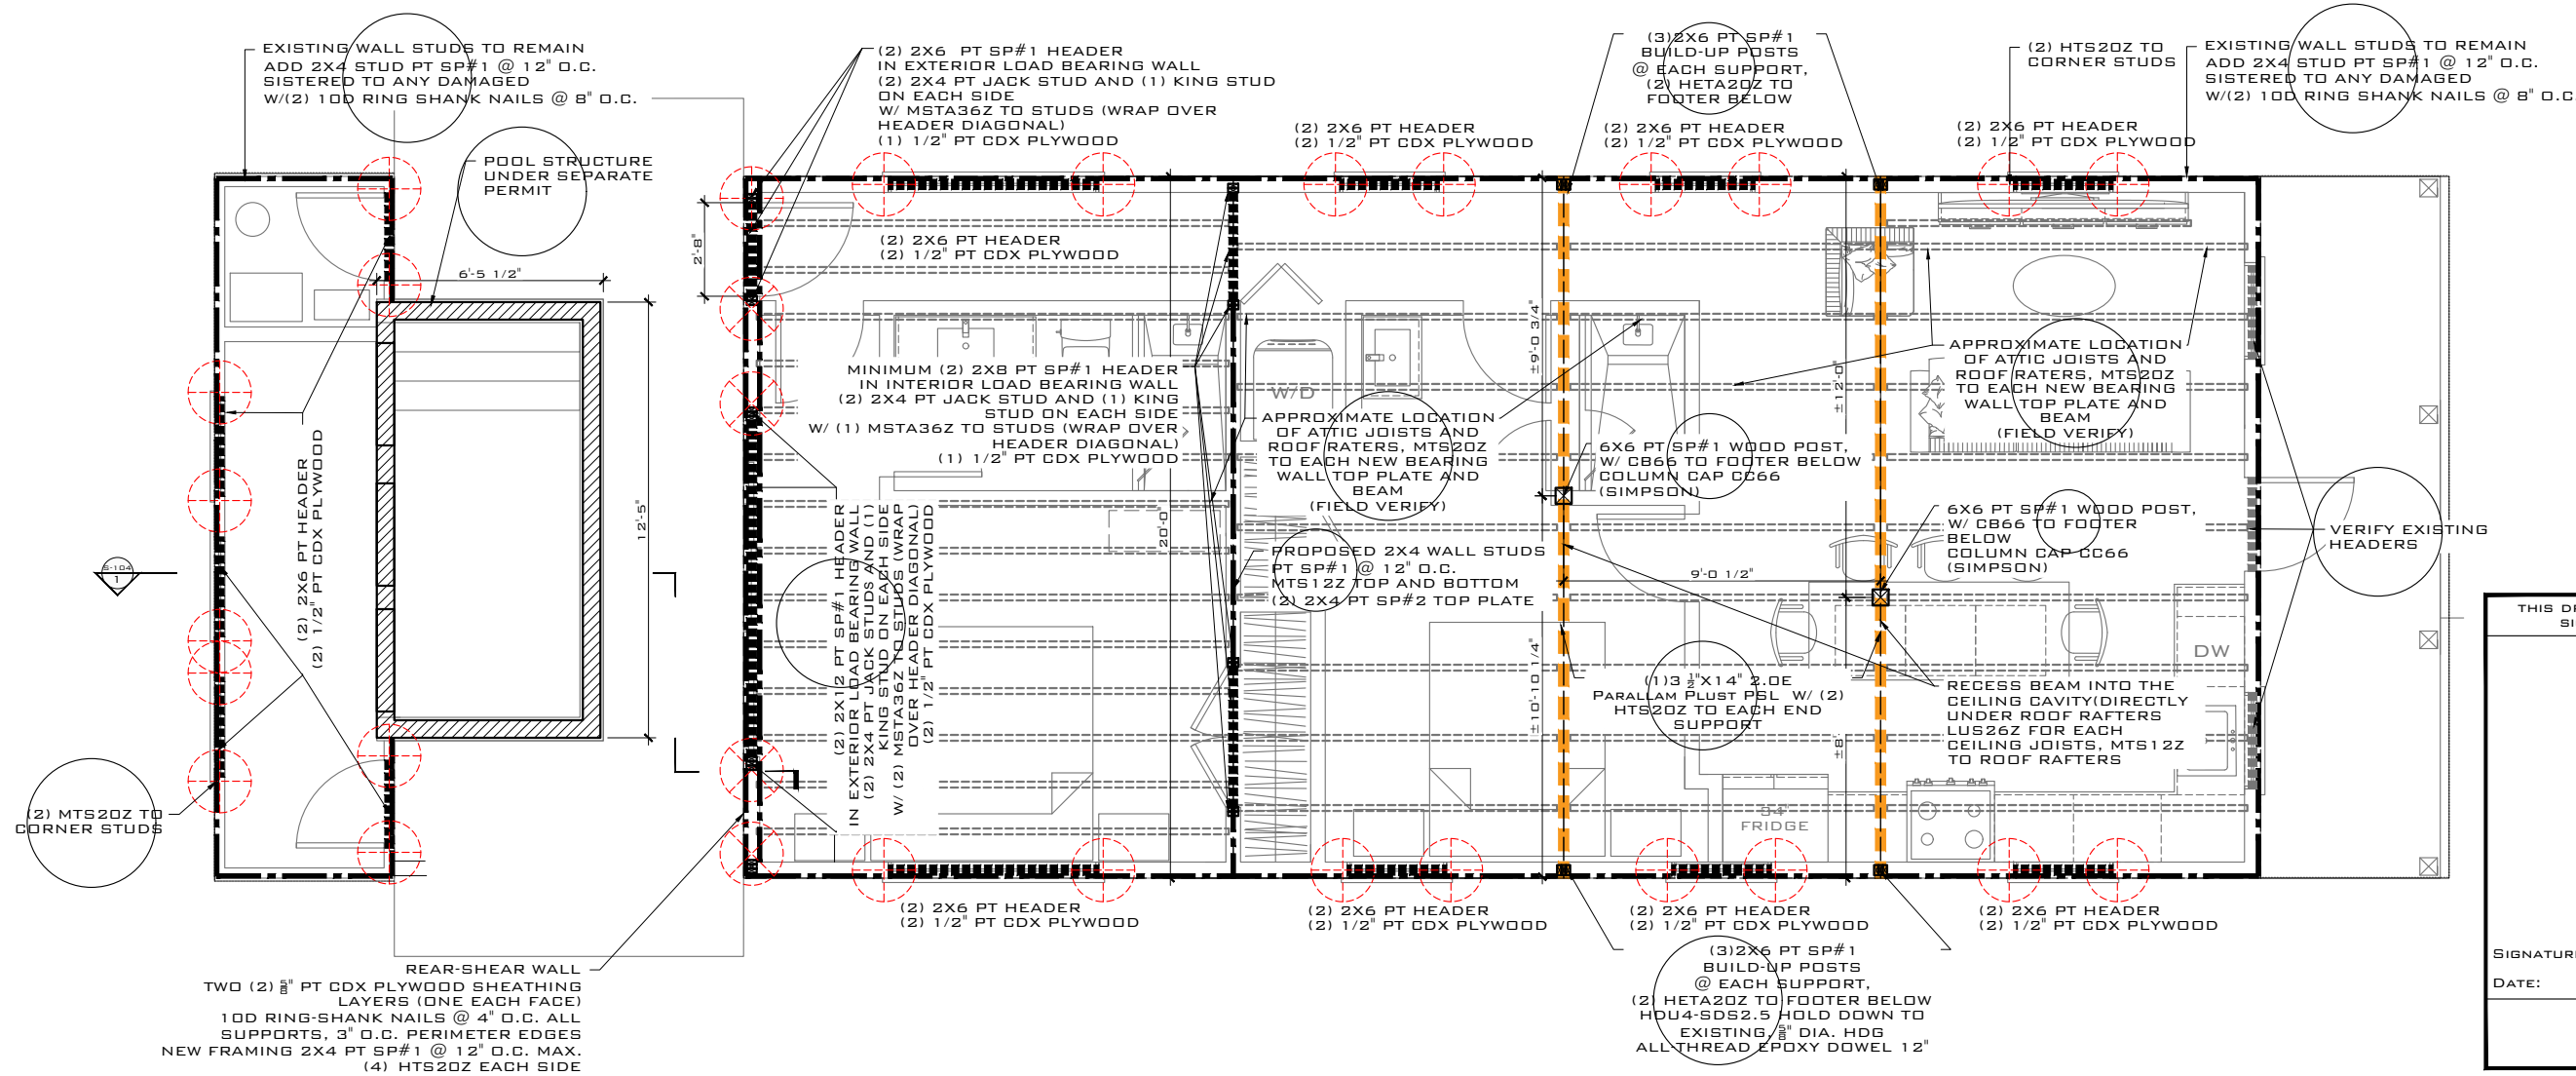 EXISTING WALL STUDS TO REMAIN
ADD 2X4 STUD PT SP#1 @ 12" O.C.
SISTERED TO ANY DAMAGED
W/(2) 10D RING SHANK NAILS @ 8" O.C.
POOL STRUCTURE
UNDER SEPARATE
PERMIT
(2) 2X6 PT SP#1 HEADER
IN EXTERIOR LOAD BEARING WALL
(2) 2X4 PT JACK STUD AND (1) KING STUD
ON EACH SIDE
W/ MSTA36Z TO STUDS (WRAP OVER
HEADER DIAGONAL)
(1) 1/2" PT CDX PLYWOOD
(2) 2X6 PT HEADER
(2) 1/2" PT CDX PLYWOOD
(3)2X6 PT SP#1
BUILD-UP POSTS
@ EACH SUPPORT,
(2) HETA20Z TO
FOOTER BELOW
(2) 2X6 PT HEADER
(2) 1/2" PT CDX PLYWOOD
(2) HTS20Z TO
CORNER STUDS
(2) 2X6 PT HEADER
(2) 1/2" PT CDX PLYWOOD
EXISTING WALL STUDS TO REMAIN
ADD 2X4 STUD PT SP#1 @ 12" O.C.
SISTERED TO ANY DAMAGED
W/(2) 10D RING SHANK NAILS @ 8" O.C
6'-5 1/2"
2'-8"
(2) 2X6 PT HEADER
(2) 1/2" PT CDX PLYWOOD
12'-5"
20'-0"
(2) 2X6 PT HEADER
(2) 1/2" PT CDX PLYWOOD
S-104
1
MINIMUM (2) 2X8 PT SP#1 HEADER
IN INTERIOR LOAD BEARING WALL
(2) 2X4 PT JACK STUD AND (1) KING
STUD ON EACH SIDE
W/ (1) MSTA36Z TO STUDS (WRAP OVER
HEADER DIAGONAL)
(1) 1/2" PT CDX PLYWOOD
(2) 2X12 PT SP#1 HEADER
IN EXTERIOR LOAD BEARING WALL
(2) 2X4 PT JACK STUDS AND (1)
KING STUD ON EACH SIDE
W/ (2) MSTA36Z TO STUDS (WRAP
OVER HEADER DIAGONAL)
(2) 1/2" PT CDX PLYWOOD
W/D
APPROXIMATE LOCATION
OF ATTIC JOISTS AND
ROOF RATERS, MTS20Z
TO EACH NEW BEARING
WALL TOP PLATE AND
BEAM
(FIELD VERIFY)
PROPOSED 2X4 WALL STUDS
PT SP#1 @ 12" O.C.
MTS12Z TOP AND BOTTOM
(2) 2X4 PT SP#2 TOP PLATE
±9'-0 3/4"
±10'-10 1/4"
6X6 PT SP#1 WOOD POST,
W/ CB66 TO FOOTER BELOW
COLUMN CAP CC66
(SIMPSON)
9'-0 1/2"
±12'-0"
±8'
(1)3 ½"X14" 2.0E
PARALLAM PLUST PSL W/ (2)
HTS20Z TO EACH END
SUPPORT
34"
FRIDGE
APPROXIMATE LOCATION
OF ATTIC JOISTS AND
ROOF RATERS, MTS20Z
TO EACH NEW BEARING
WALL TOP PLATE AND
BEAM
(FIELD VERIFY)
6X6 PT SP#1 WOOD POST,
W/ CB66 TO FOOTER
BELOW
COLUMN CAP CC66
(SIMPSON)
VERIFY EXISTING
HEADERS
DW
RECESS BEAM INTO THE
CEILING CAVITY(DIRECTLY
UNDER ROOF RAFTERS
LUS26Z FOR EACH
CEILING JOISTS, MTS12Z
TO ROOF RAFTERS
(2) MTS20Z TO
CORNER STUDS
(2) 2X6 PT HEADER
(2) 1/2" PT CDX PLYWOOD
(2) 2X6 PT HEADER
(2) 1/2" PT CDX PLYWOOD
(2) 2X6 PT HEADER
(2) 1/2" PT CDX PLYWOOD
(2) 2X6 PT HEADER
(2) 1/2" PT CDX PLYWOOD
REAR-SHEAR WALL
TWO (2) ⅝" PT CDX PLYWOOD SHEATHING
LAYERS (ONE EACH FACE)
10D RING-SHANK NAILS @ 4" O.C. ALL
SUPPORTS, 3" O.C. PERIMETER EDGES
NEW FRAMING 2X4 PT SP#1 @ 12" O.C. MAX.
(4) HTS20Z EACH SIDE
(3)2X6 PT SP#1
BUILD-UP POSTS
@ EACH SUPPORT,
(2) HETA20Z TO FOOTER BELOW
HDU4-SDS2.5 HOLD DOWN TO
EXISTING, ⅝" DIA. HDG
ALL-THREAD EPOXY DOWEL 12"
THIS DR
SI
SIGNATUR
DATE: